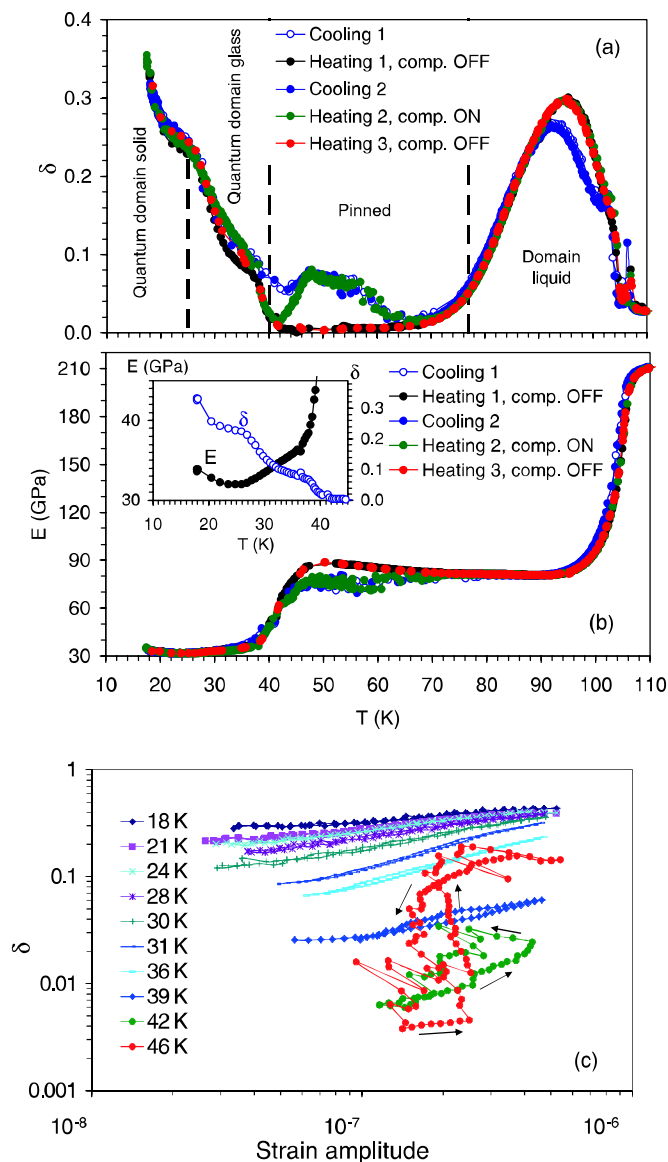 0.4
0.3
0.2
0.1
0.0
δ
(a)
Cooling 1
Heating 1, comp. OFF
Cooling 2
Heating 2, comp. ON
Heating 3, comp. OFF
Quantum domain solid
Quantum domain glass
Pinned
Domain
liquid
210
180
150
120
90
60
30
E (GPa)
E (GPa)
δ
40
35
30
0.3
0.2
0.1
0.0
δ
E
10 20 30 40
T (K)
Cooling 1
Heating 1, comp. OFF
Cooling 2
Heating 2, comp. ON
Heating 3, comp. OFF
(b)
10 20 30 40 50 60 70 80 90 100 110
T (K)
1
0.1
0.01
0.001
δ
18 K
21 K
24 K
28 K
30 K
31 K
36 K
39 K
42 K
46 K
(c)
10-8 10-7 10-6
Strain amplitude